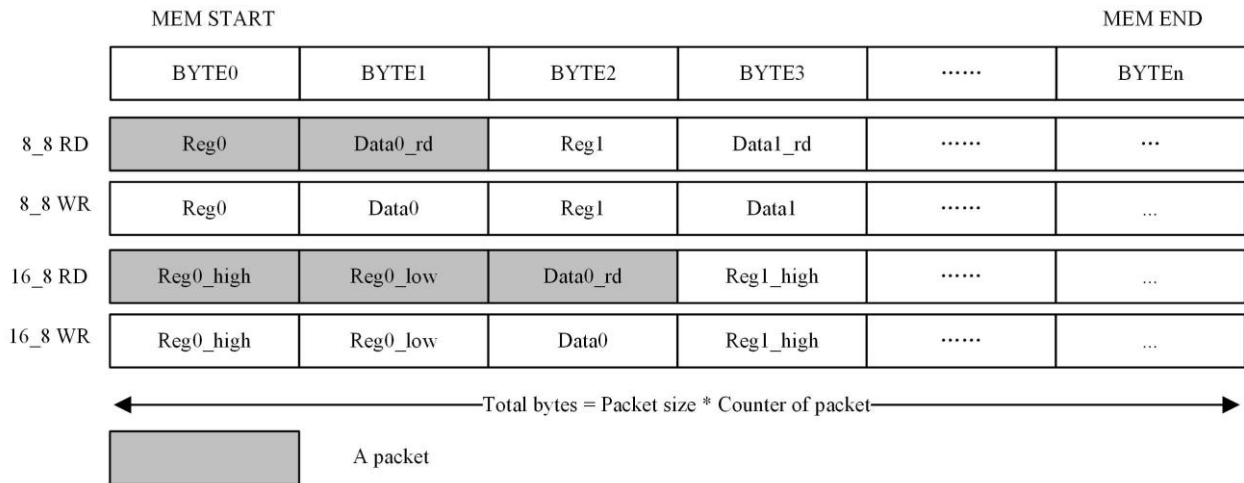 MEM START MEM END
BYTE0 BYTE1 BYTE2 BYTE3 ⋯⋯ BYTEn
8_8 RD Reg0 Data0_rd Reg1 Data1_rd ⋯⋯ ⋯
8_8 WR Reg0 Data0 Reg1 Data1 ⋯⋯ ...
16_8 RD Reg0_high Reg0_low Data0_rd Reg1_high ⋯⋯ ...
16_8 WR Reg0_high Reg0_low Data0 Reg1_high ⋯⋯ ...
Total bytes = Packet size * Counter of packet
A packet